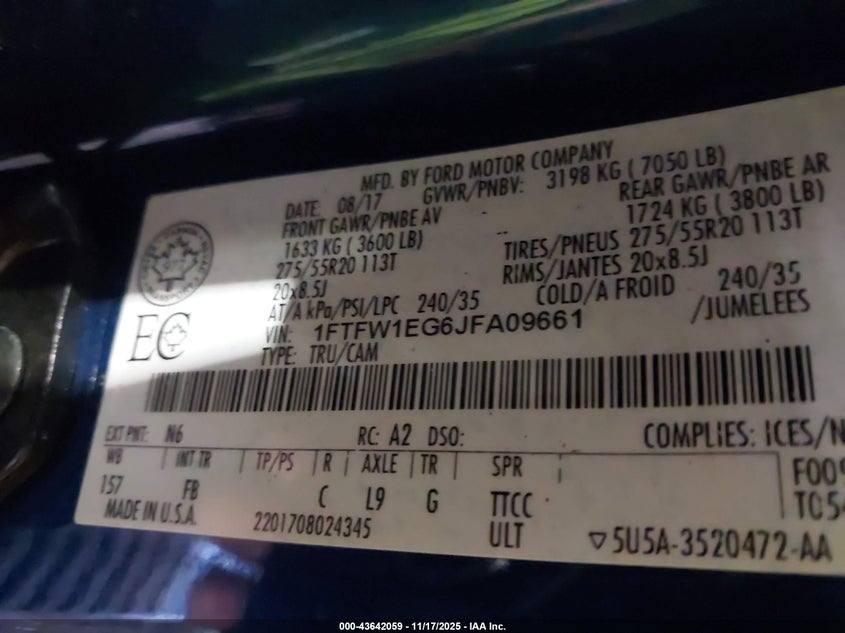 MFD. BY FORD MOTOR COMPANY
DATE: 08/17 GVWR/PNBV: 3198 KG ( 7050 LB)
FRONT GAWR/PNBE AV REAR GAWR/PNBE AR
1633 KG ( 3600 LB) 1724 KG ( 3800 LB)
275/55R20 113T TIRES/PNEUS 275/55R20 113T
20x8.5J RIMS/JANTES 20x8.5J
AT/A kPa/PSI/LPC 240/35 COLD/A FROID 240/35
VIN: 1FTFW1EG6JFA09661 /JUMELEES
TYPE: TRU/CAM
EC
EXT PNT: N6 RC: A2 DSO: COMPLIES: ICES/N
WB INT TR TP/PS R AXLE TR SPR F00
157 FB C L9 G TTCC T05
MADE IN U.S.A. 2201708024345 ULT ▽5U5A-3520472-AA
000-43642059 - 11/17/2025 - IAA Inc.